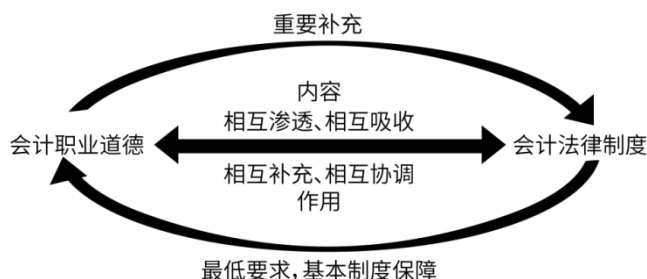 重要补充
内容
相互渗透、相互吸收
会计职业道德
会计法律制度
相互补充、相互协调
作用
最低要求,基本制度保障